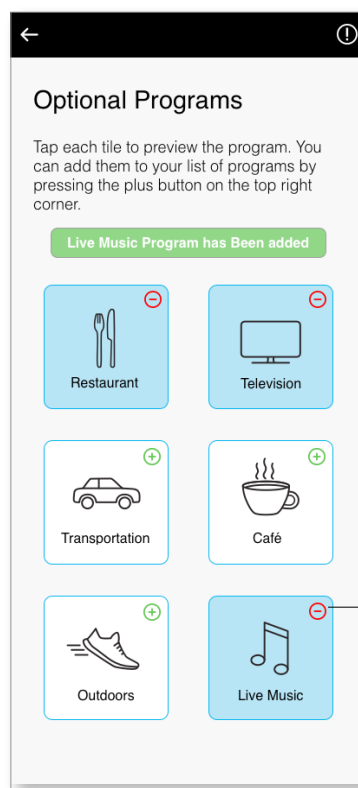 Optional Programs
Tap each tile to preview the program. You
can add them to your list of programs by
pressing the plus button on the top right
corner.
Live Music Program has Been added
Restaurant
Television
Transportation
Café
Outdoors
Live Music